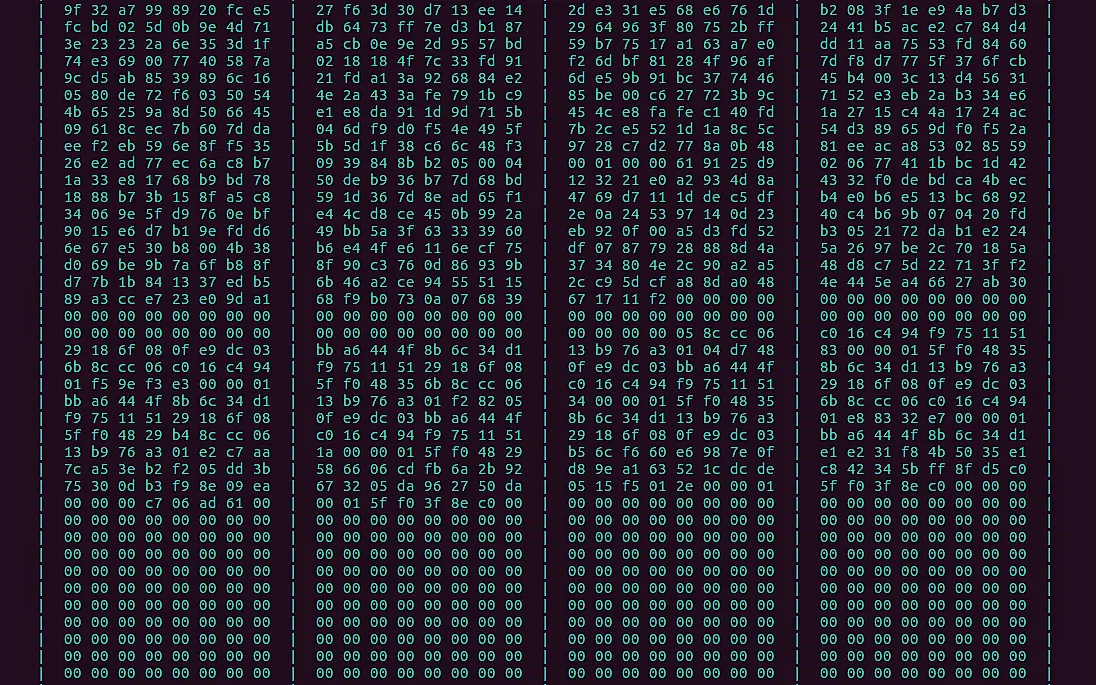 | 9f 32 a7 99 89 20 fc e5 | 27 f6 3d 30 d7 13 ee 14 | 2d e3 31 e5 68 e6 76 1d | b2 08 3f 1e e9 4a b7 d3 |
| fc bd 02 5d 0b 9e 4d 71 | db 64 73 ff 7e d3 b1 87 | 29 64 96 3f 80 75 2b ff | 24 41 b5 ac e2 c7 84 d4 |
| 3e 23 23 2a 6e 35 3d 1f | a5 cb 0e 9e 2d 95 57 bd | 59 b7 75 17 a1 63 a7 e0 | dd 11 aa 75 53 fd 84 60 |
| 74 e3 69 00 77 40 58 7a | 02 18 18 4f 7c 33 fd 91 | f2 6d bf 81 28 4f 96 af | 7d f8 d7 77 5f 37 6f cb |
| 9c d5 ab 85 39 89 6c 16 | 21 fd a1 3a 92 68 84 e2 | 6d e5 9b 91 bc 37 74 46 | 45 b4 00 3c 13 d4 56 31 |
| 05 80 de 72 f6 03 50 54 | 4e 2a 43 3a fe 79 1b c9 | 85 be 00 c6 27 72 3b 9c | 71 52 e3 eb 2a b3 34 e6 |
| 4b 65 25 9a 8d 50 66 45 | e1 e8 da 91 1d 9d 71 5b | 45 4c e8 fa fe c1 40 fd | 1a 27 15 c4 4a 17 24 ac |
| 09 61 8c ec 7b 60 7d da | 04 6d f9 d0 f5 4e 49 5f | 7b 2c e5 52 1d 1a 8c 5c | 54 d3 89 65 9d f0 f5 2a |
| ee f2 eb 59 6e 8f f5 35 | 5b 5d 1f 38 c6 6c 48 f3 | 97 28 c7 d2 77 8a 0b 48 | 81 ee ac a8 53 02 85 59 |
| 26 e2 ad 77 ec 6a c8 b7 | 09 39 84 8b b2 05 00 04 | 00 01 00 00 61 91 25 d9 | 02 06 77 41 1b bc 1d 42 |
| 1a 33 e8 17 68 b9 bd 78 | 50 de b9 36 b7 7d 68 bd | 12 32 21 e0 a2 93 4d 8a | 43 32 f0 de bd ca 4b ec |
| 18 88 b7 3b 15 8f a5 c8 | 59 1d 36 7d 8e ad 65 f1 | 47 69 d7 11 1d de c5 df | b4 e0 b6 e5 13 bc 68 92 |
| 34 06 9e 5f d9 76 0e bf | e4 4c d8 ce 45 0b 99 2a | 2e 0a 24 53 97 14 0d 23 | 40 c4 b6 9b 07 04 20 fd |
| 90 15 e6 d7 b1 9e fd d6 | 49 bb 5a 3f 63 33 39 60 | eb 92 0f 00 a5 d3 fd 52 | b3 05 21 72 da b1 e2 24 |
| 6e 67 e5 30 b8 00 4b 38 | b6 e4 4f e6 11 6e cf 75 | df 07 87 79 28 88 8d 4a | 5a 26 97 be 2c 70 18 5a |
| d0 69 be 9b 7a 6f b8 8f | 8f 90 c3 76 0d 86 93 9b | 37 34 80 4e 2c 90 a2 a5 | 48 d8 c7 5d 22 71 3f f2 |
| d7 7b 1b 84 13 37 ed b5 | 6b 46 a2 ce 94 55 51 15 | 2c c9 5d cf a8 8d a0 48 | 4e 44 5e a4 66 27 ab 30 |
| 89 a3 cc e7 23 e0 9d a1 | 68 f9 b0 73 0a 07 68 39 | 67 17 11 f2 00 00 8d 00 | 00 00 00 00 00 00 00 00 |
| 00 00 00 00 00 00 00 00 | 00 00 00 00 00 00 00 00 | 00 00 00 00 00 00 00 00 | 00 00 00 00 00 00 00 00 |
| 00 00 00 00 00 00 00 00 | 00 00 00 00 00 00 00 00 | 00 00 00 00 05 8c cc 06 | c0 16 c4 94 f9 75 11 51 |
| 29 18 6f 08 0f e9 dc 03 | bb a6 44 4f 8b 6c 34 d1 | 13 b9 76 a3 01 04 d7 48 | 83 00 00 01 5f f0 48 35 |
| 6b 8c cc 06 c0 16 c4 94 | f9 75 11 51 29 18 6f 08 | 0f e9 dc 03 bb a6 44 4f | 8b 6c 34 d1 13 b9 76 a3 |
| 01 f5 9e f3 e3 00 00 01 | 5f f0 48 35 6b 8c cc 06 | c0 16 c4 94 f9 75 11 51 | 29 18 6f 08 0f e9 dc 03 |
| bb a6 44 4f 8b 6c 34 d1 | 13 b9 76 a3 01 f2 82 05 | 34 00 00 01 5f f0 48 35 | 6b 8c cc 06 c0 16 c4 94 |
| f9 75 11 51 29 18 6f 08 | 0f e9 dc 03 bb a6 44 4f | 8b 6c 34 d1 13 b9 76 a3 | 01 e8 83 32 e7 00 00 01 |
| 5f f0 48 29 b4 8c cc 06 | c0 16 c4 94 f9 75 11 51 | 29 18 6f 08 0f e9 dc 03 | bb a6 44 4f 8b 6c 34 d1 |
| 13 b9 76 a3 01 e2 c7 aa | 1a 00 00 01 5f f0 48 29 | b5 6c f6 60 e6 98 7e 0f | e1 e2 31 f8 4b 50 35 e1 |
| 7c a5 3e b2 f2 05 dd 3b | 58 66 06 cd fb 6a 2b 92 | d8 9e a1 63 52 1c dc de | c8 42 34 5b ff 8f d5 c0 |
| 75 30 0d b3 f9 8e 09 ea | 67 32 05 da 96 27 50 da | 05 15 f5 01 2e 00 00 01 | 5f f0 3f 8e c0 00 00 00 |
| 00 00 00 c7 06 ad 61 00 | 00 01 5f f0 3f 8e c0 00 | 00 00 00 00 00 00 00 00 | 00 00 00 00 00 00 00 00 |
| 00 00 00 00 00 00 00 00 | 00 00 00 00 00 00 00 00 | 00 00 00 00 00 00 00 00 | 00 00 00 00 00 00 00 00 |
| 00 00 00 00 00 00 00 00 | 00 00 00 00 00 00 00 00 | 00 00 00 00 00 00 00 00 | 00 00 00 00 00 00 00 00 |
| 00 00 00 00 00 00 00 00 | 00 00 00 00 00 00 00 00 | 00 00 00 00 00 00 00 00 | 00 00 00 00 00 00 00 00 |
| 00 00 00 00 00 00 00 00 | 00 00 00 00 00 00 00 00 | 00 00 00 00 00 00 00 00 | 00 00 00 00 00 00 00 00 |
| 00 00 00 00 00 00 00 00 | 00 00 00 00 00 00 00 00 | 00 00 00 00 00 00 00 00 | 00 00 00 00 00 00 00 00 |
| 00 00 00 00 00 00 00 00 | 00 00 00 00 00 00 00 00 | 00 00 00 00 00 00 00 00 | 00 00 00 00 00 00 00 00 |
| 00 00 00 00 00 00 00 00 | 00 00 00 00 00 00 00 00 | 00 00 00 00 00 00 00 00 | 00 00 00 00 00 00 00 00 |
| 00 00 00 00 00 00 00 00 | 00 00 00 00 00 00 00 00 | 00 00 00 00 00 00 00 00 | 00 00 00 00 00 00 00 00 |
| 00 00 00 00 00 00 00 00 | 00 00 00 00 00 00 00 00 | 00 00 00 00 00 00 00 00 | 00 00 00 00 00 00 00 00 |
| 00 00 00 00 00 00 00 00 | 00 00 00 00 00 00 00 00 | 00 00 00 00 00 00 00 00 | 00 00 00 00 00 00 00 00 |